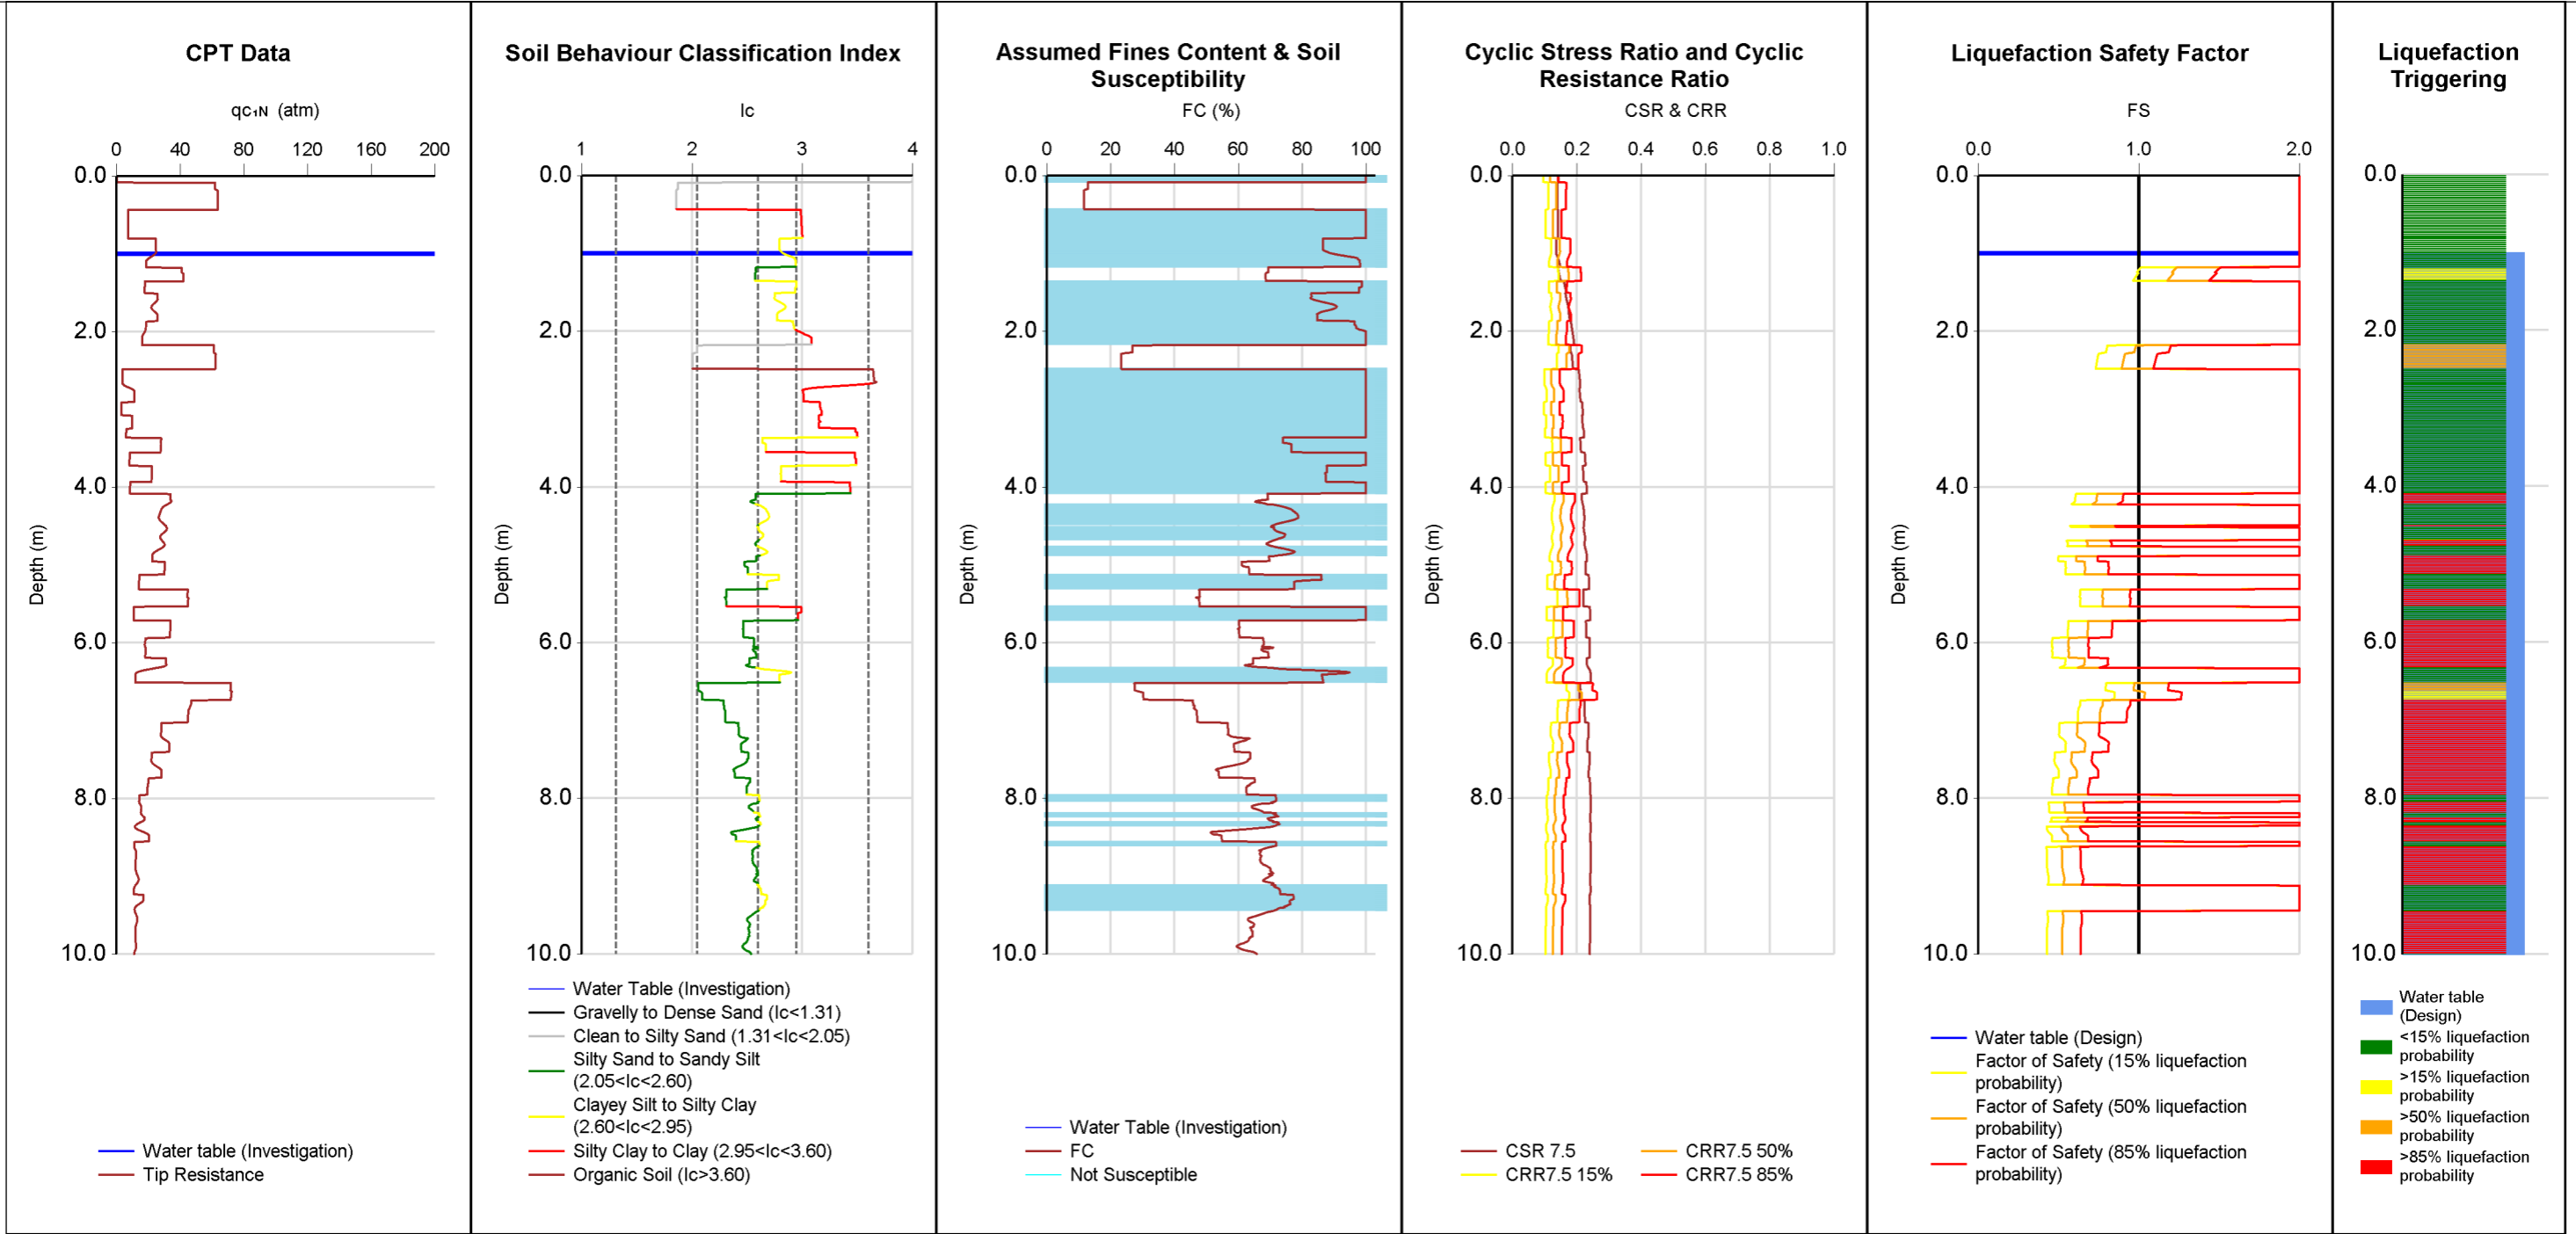 CPT Data
qc₁ɴ (atm)
0 40 80 120 160 200
0.0
2.0
4.0
6.0
8.0
10.0
Depth (m)
Water table (Investigation)
Tip Resistance
Soil Behaviour Classification Index
Ic
1 2 3 4
0.0
2.0
4.0
6.0
8.0
10.0
Depth (m)
Water Table (Investigation)
Gravelly to Dense Sand (Ic<1.31)
Clean to Silty Sand (1.31<Ic<2.05)
Silty Sand to Sandy Silt
(2.05<Ic<2.60)
Clayey Silt to Silty Clay
(2.60<Ic<2.95)
Silty Clay to Clay (2.95<Ic<3.60)
Organic Soil (Ic>3.60)
Assumed Fines Content & Soil
Susceptibility
FC (%)
0 20 40 60 80 100
0.0
2.0
4.0
6.0
8.0
10.0
Depth (m)
Water Table (Investigation)
FC
Not Susceptible
Cyclic Stress Ratio and Cyclic
Resistance Ratio
CSR & CRR
0.0 0.2 0.4 0.6 0.8 1.0
0.0
2.0
4.0
6.0
8.0
10.0
Depth (m)
CSR 7.5 CRR7.5 50%
CRR7.5 15% CRR7.5 85%
Liquefaction Safety Factor
FS
0.0 1.0 2.0
0.0
2.0
4.0
6.0
8.0
10.0
Depth (m)
Water table (Design)
Factor of Safety (15% liquefaction
probability)
Factor of Safety (50% liquefaction
probability)
Factor of Safety (85% liquefaction
probability)
Liquefaction
Triggering
0.0
2.0
4.0
6.0
8.0
10.0
Water table
(Design)
<15% liquefaction
probability
>15% liquefaction
probability
>50% liquefaction
probability
>85% liquefaction
probability